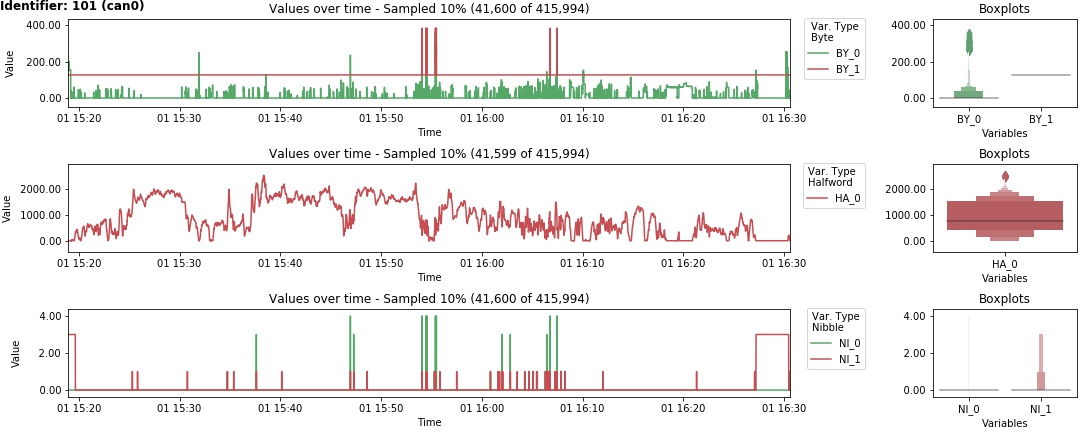 Identifier: 101 (can0)
Values over time - Sampled 10% (41,600 of 415,994)
Boxplots
400.00
200.00
0.00
Value
01 15:20 01 15:30 01 15:40 01 15:50 01 16:00 01 16:10 01 16:20 01 16:30
Time
Var. Type
Byte
BY_0
BY_1
400.00
200.00
0.00
BY_0 BY_1
Variables
Values over time - Sampled 10% (41,599 of 415,994)
Boxplots
2000.00
1000.00
0.00
Value
01 15:20 01 15:30 01 15:40 01 15:50 01 16:00 01 16:10 01 16:20 01 16:30
Time
Var. Type
Halfword
HA_0
2000.00
1000.00
0.00
HA_0
Variables
Values over time - Sampled 10% (41,600 of 415,994)
Boxplots
4.00
2.00
0.00
Value
01 15:20 01 15:30 01 15:40 01 15:50 01 16:00 01 16:10 01 16:20 01 16:30
Time
Var. Type
Nibble
NI_0
NI_1
4.00
2.00
0.00
NI_0 NI_1
Variables